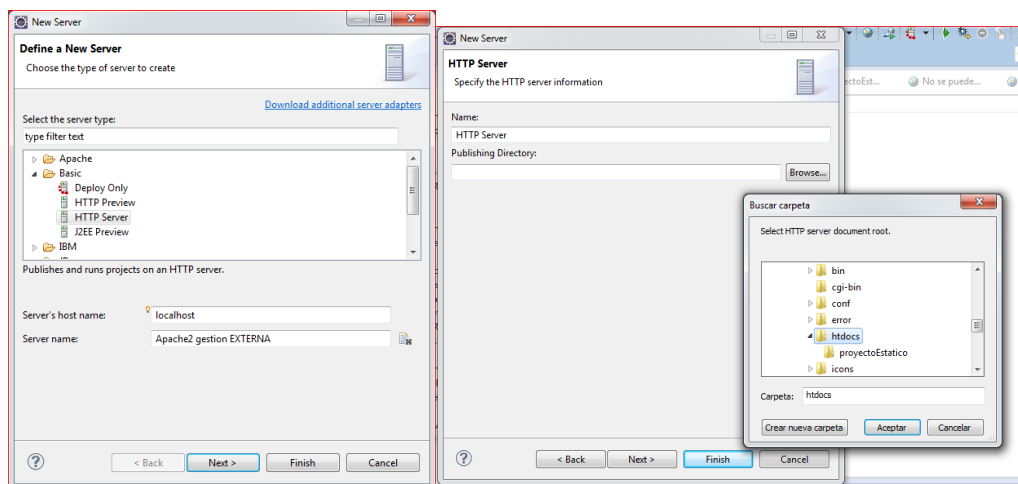 New Server
Define a New Server
Choose the type of server to create
Download additional server adapters
Select the server type:
type filter text
Apache
Basic
Deploy Only
HTTP Preview
HTTP Server
J2EE Preview
IBM
Publishes and runs projects on an HTTP server.
Server's host name:
localhost
Server name:
Apache2 gestion EXTERNA
?
< Back
Next >
Finish
Cancel
New Server
HTTP Server
Specify the HTTP server information
Name:
HTTP Server
Publishing Directory:
Browse...
?
< Back
Next >
Finish
Cancel
ectoEst...
No se puede...
Buscar carpeta
Select HTTP server document root.
bin
cgi-bin
conf
error
htdocs
proyectoEstatico
icons
Carpeta:
htdocs
Crear nueva carpeta
Aceptar
Cancelar